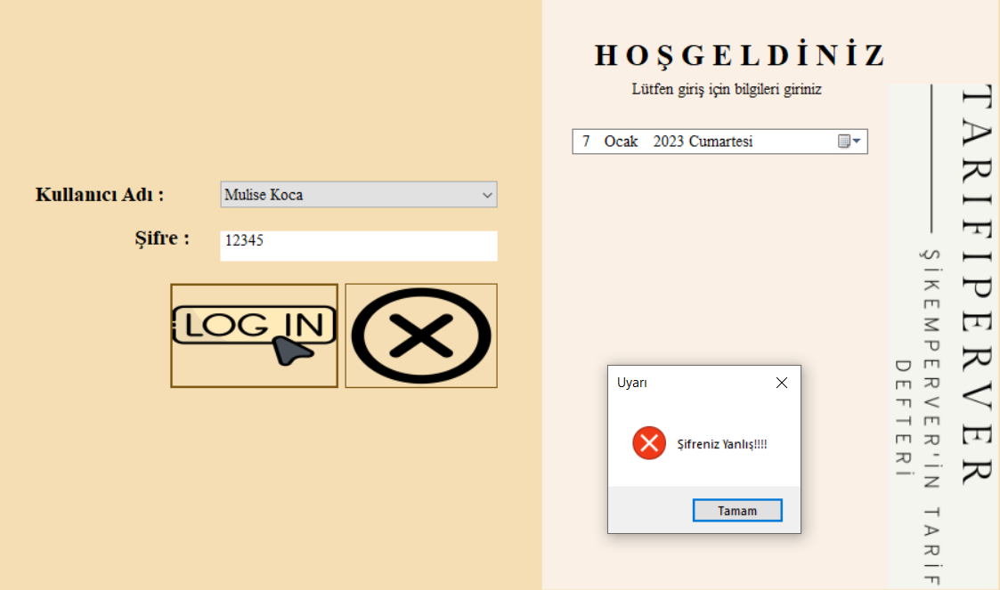 HOŞGELDİNİZ
Lütfen giriş için bilgileri giriniz
7 Ocak 2023 Cumartesi
Kullanıcı Adı :
Mulise Koca
Şifre :
12345
LOG IN
Uyarı
Şifreniz Yanlış!!!!
Tamam
TARIFIPERVER
ŞİKEMPERVER'İN TARİF
DEFTERİ